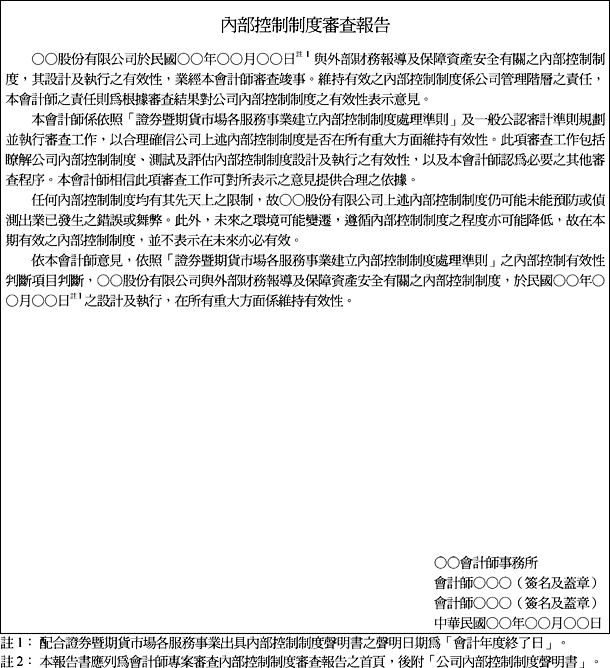 內部控制制度審查報告
○○股份有限公司於民國○○年○○月○○日註1 與外部財務報導及保障資產安全有關之內部控制制
度，其設計及執行之有效性，業經本會計師審查竣事。維持有效之內部控制制度係公司管理階層之責任，
本會計師之責任則爲根據審查結果對公司內部控制制度之有效性表示意見。
本會計師係依照「證券暨期貨市場各服務事業建立內部控制制度處理準則」及一般公認審計準則規劃
並執行審查工作，以合理確信公司上述內部控制制度是否在所有重大方面維持有效性。此項審查工作包括
瞭解公司內部控制制度、測試及評估內部控制制度設計及執行之有效性，以及本會計師認爲必要之其他審
查程序。本會計師相信此項審查工作可對所表示之意見提供合理之依據。
任何內部控制制度均有其先天上之限制，故○○股份有限公司上述內部控制制度仍可能未能預防或偵
測出業已發生之錯誤或舞弊。此外，未來之環境可能變遷，遵循內部控制制度之程度亦可能降低，故在本
期有效之內部控制制度，並不表示在未來亦必有效。
依本會計師意見，依照「證券暨期貨市場各服務事業建立內部控制制度處理準則」之內部控制有效性
判斷項目判斷，○○股份有限公司與外部財務報導及保障資產安全有關之內部控制制度，於民國○○年○
○月○○日註1 之設計及執行，在所有重大方面係維持有效性。
○○會計師事務所
會計師○○○（簽名及蓋章）
會計師○○○（簽名及蓋章）
中華民國○○年○○月○○日
註1：配合證券暨期貨市場各服務事業出具內部控制制度聲明書之聲明日期爲「會計年度終了日」。
註2：本報告書應列爲會計師專案審查內部控制制度審查報告之首頁，後附「公司內部控制制度聲明書」。